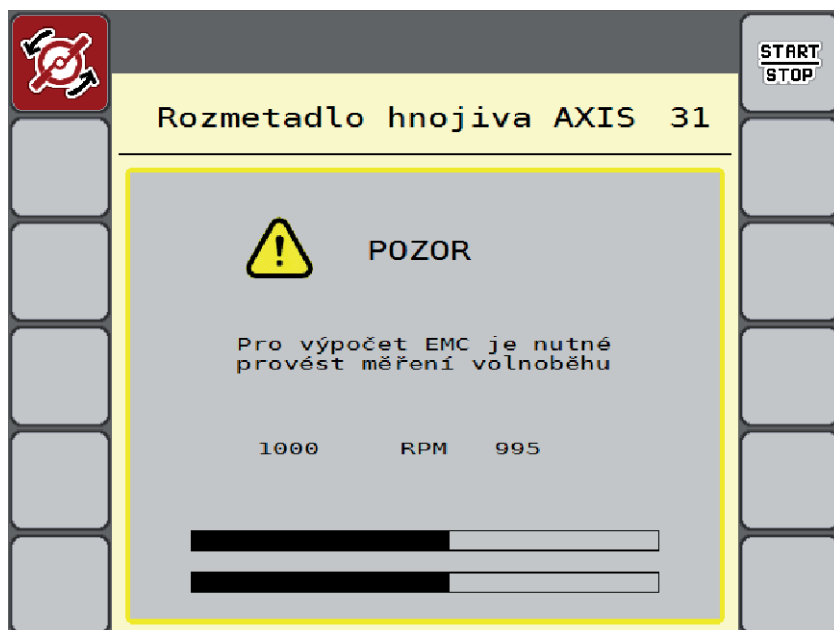 START
STOP
Rozmetadlo hnojiva AXIS 31
POZOR
Pro výpočet EMC je nutné
provést měření volnoběhu
1000 RPM 995